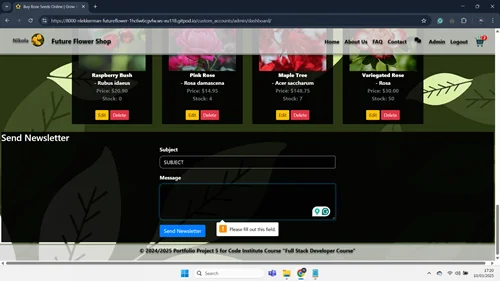 Buy Rose Seeds Online | Grow
https://8000-nlekkerman-futureflower-1hc6w6cgvlw.ws-eu118.gitpod.io/custom_accounts/admin/dashboard/
Nikola Future Flower Shop Home About Us FAQ Contact Admin Logout
Raspberry Bush Pink Rose Maple Tree Variegated Rose
- Rubus idaeus - Rosa damascena - Acer saccharum - Rosa
Price: $20.90 Price: $14.95 Price: $146.75 Price: $30.00
Stock: 6 Stock: 4 Stock: 7 Stock: 50
Edit Delete Edit Delete Edit Delete Edit Delete
Send Newsletter
Subject
SUBJECT
Message
Send Newsletter
! Please fill out this field.
© 2024/2025 Portfolio Project 5 for Code Institute Course "Full Stack Developer Course"
Search
17:20
10/01/2025